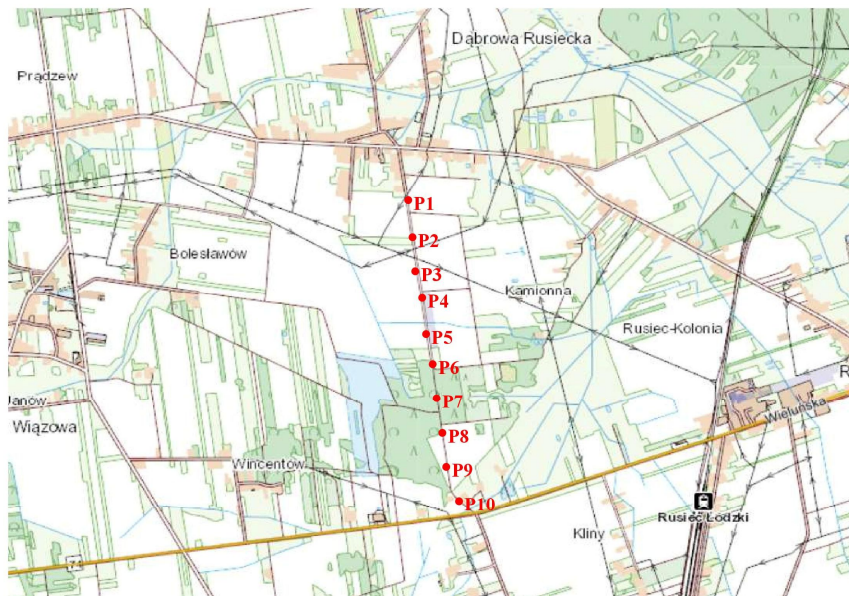 Dąbrowa Rusiecka
Prądzew
P1
P2
Bolesławów
P3
Kamionna
P4
Rusiec-Kolonia
P5
P6
R
Janów
P7
Wieluńska
Wiązowa
P8
Wincentów
P9
P10
Rusiec Łódzki
Kliny
74